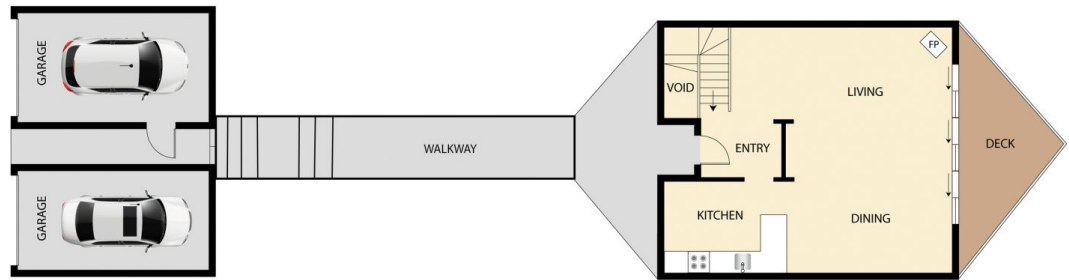 GARAGE
GARAGE
WALKWAY
VOID
FP
LIVING
ENTRY
DECK
KITCHEN
DINING